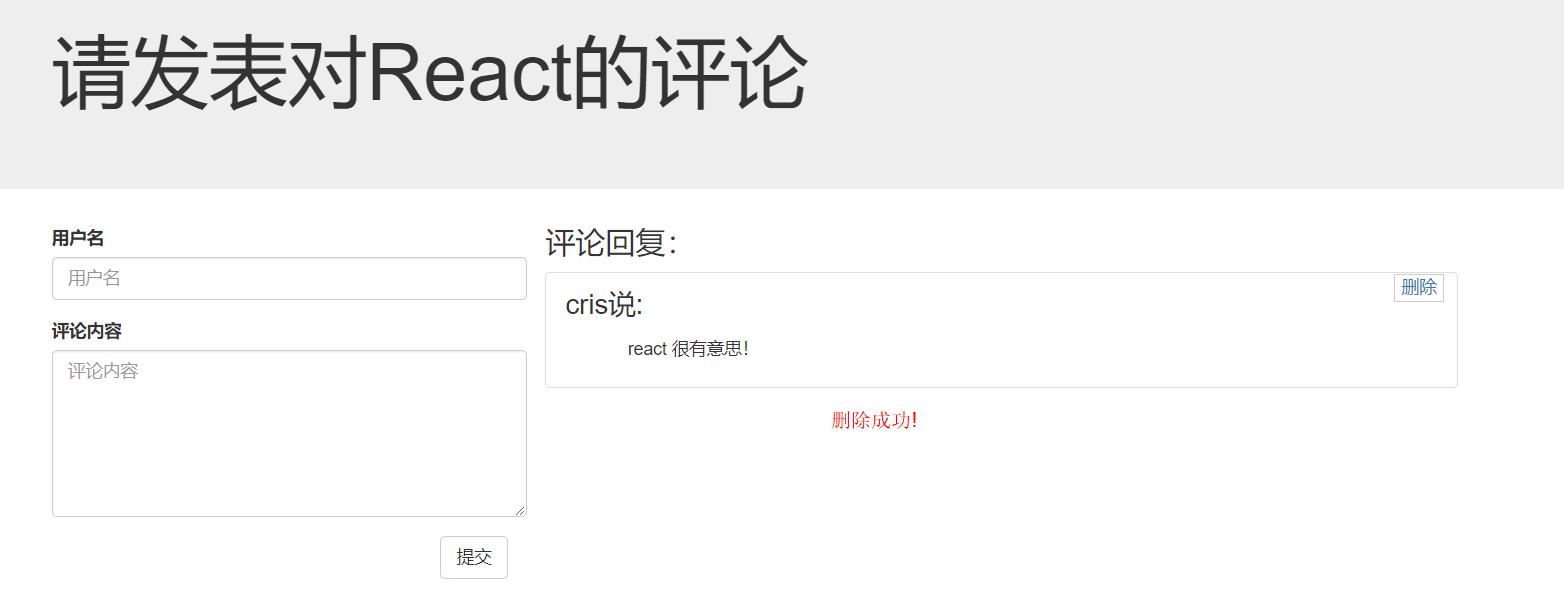 请发表对React的评论
用户名
用户名
评论内容
评论内容
提交
评论回复：
删除
cris说:
react 很有意思！
删除成功!